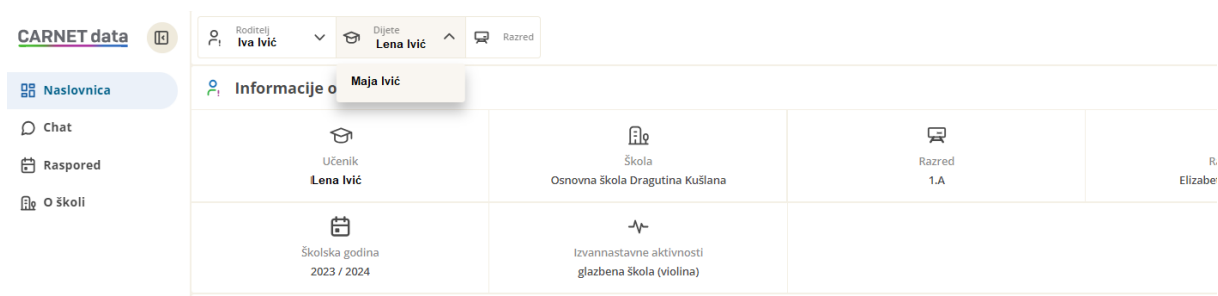 CARNET data
Roditelj
Iva Ivić
Dijete
Lena Ivić
Razred
Maja Ivić
Naslovnica
Chat
Raspored
O školi
Informacije o
Učenik
Lena Ivić
Škola
Osnovna škola Dragutina Kušlana
Razred
1.A
Školska godina
2023 / 2024
Izvannastavne aktivnosti
glazbena škola (violina)